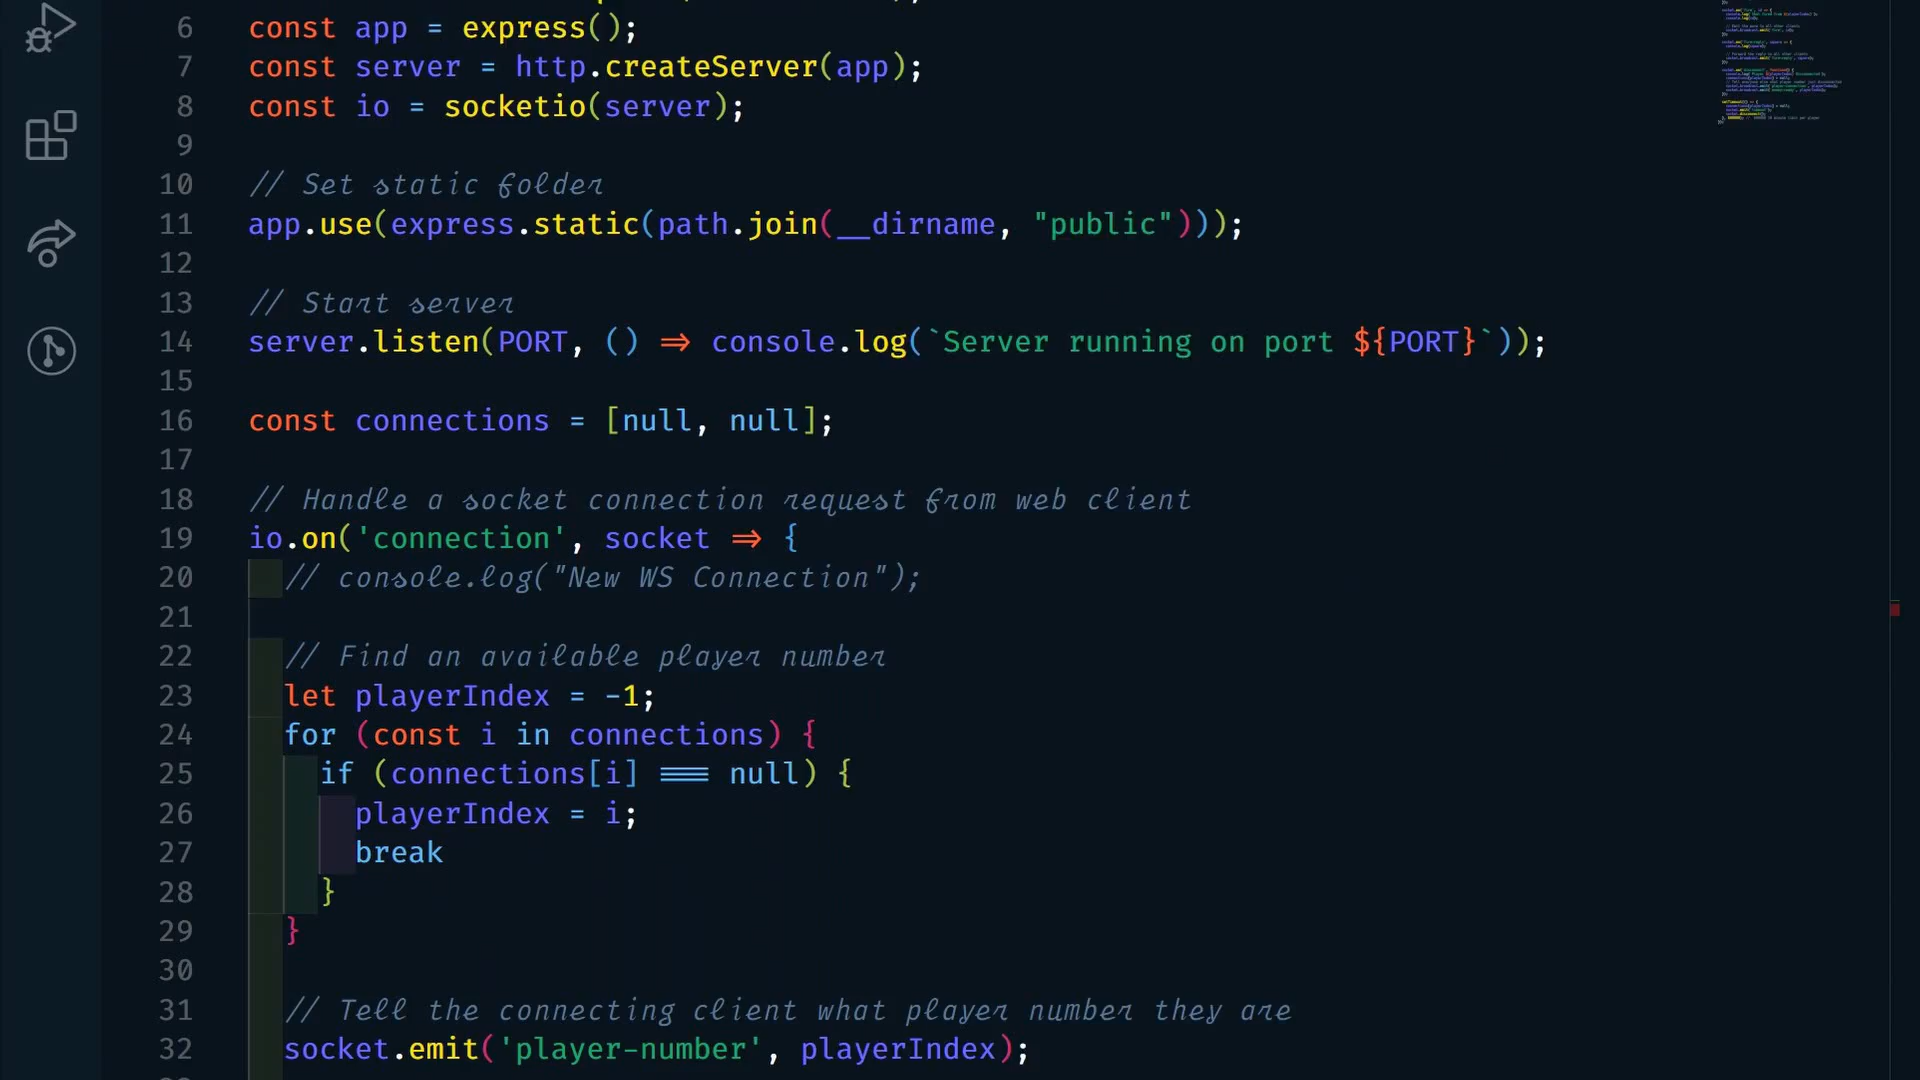 6 const app = express();
7 const server = http.createServer(app);
8 const io = socketio(server);
9
10 // Set static folder
11 app.use(express.static(path.join(__dirname, "public")));
12
13 // Start server
14 server.listen(PORT, () => console.log(`Server running on port ${PORT}`));
15
16 const connections = [null, null];
17
18 // Handle a socket connection request from web client
19 io.on('connection', socket => {
20 // console.log("New WS Connection");
21
22 // Find an available player number
23 let playerIndex = -1;
24 for (const i in connections) {
25 if (connections[i] === null) {
26 playerIndex = i;
27 break
28 }
29 }
30
31 // Tell the connecting client what player number they are
32 socket.emit('player-number', playerIndex);